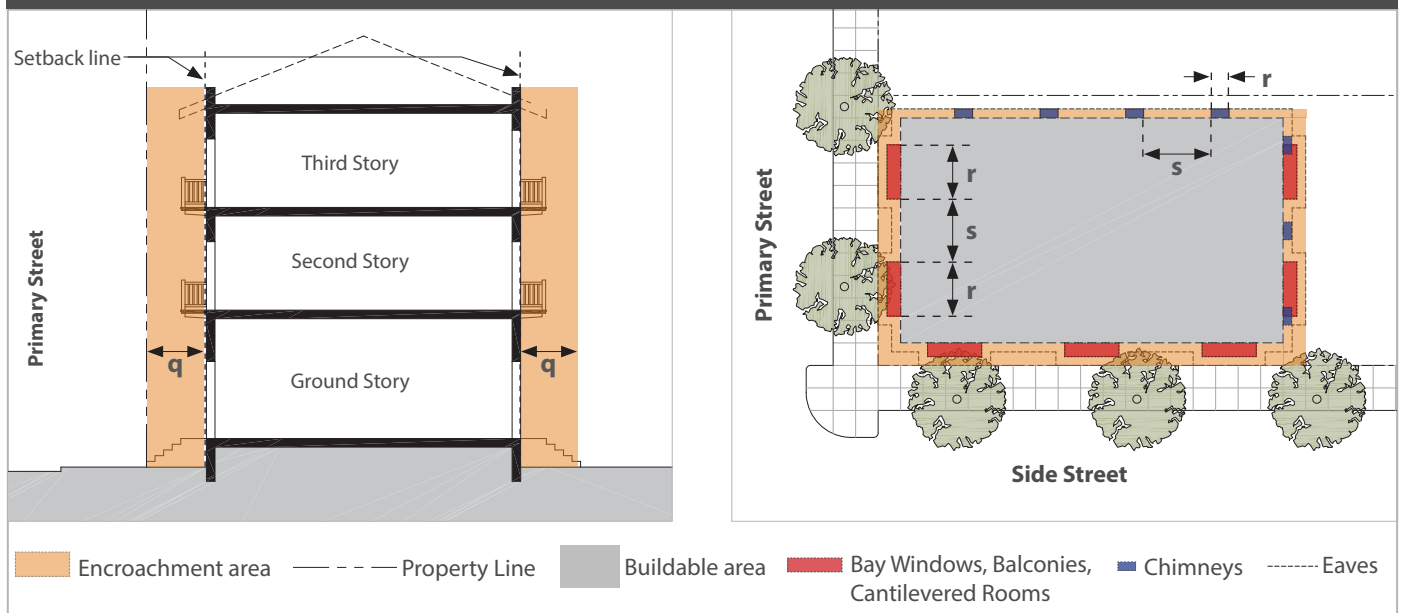 Setback line
Third Story
Second Story
Ground Story
Primary Street
q
q
r
s
r
s
r
Primary Street
Side Street
Encroachment area
Property Line
Buildable area
Bay Windows, Balconies,
Cantilevered Rooms
Chimneys
Eaves